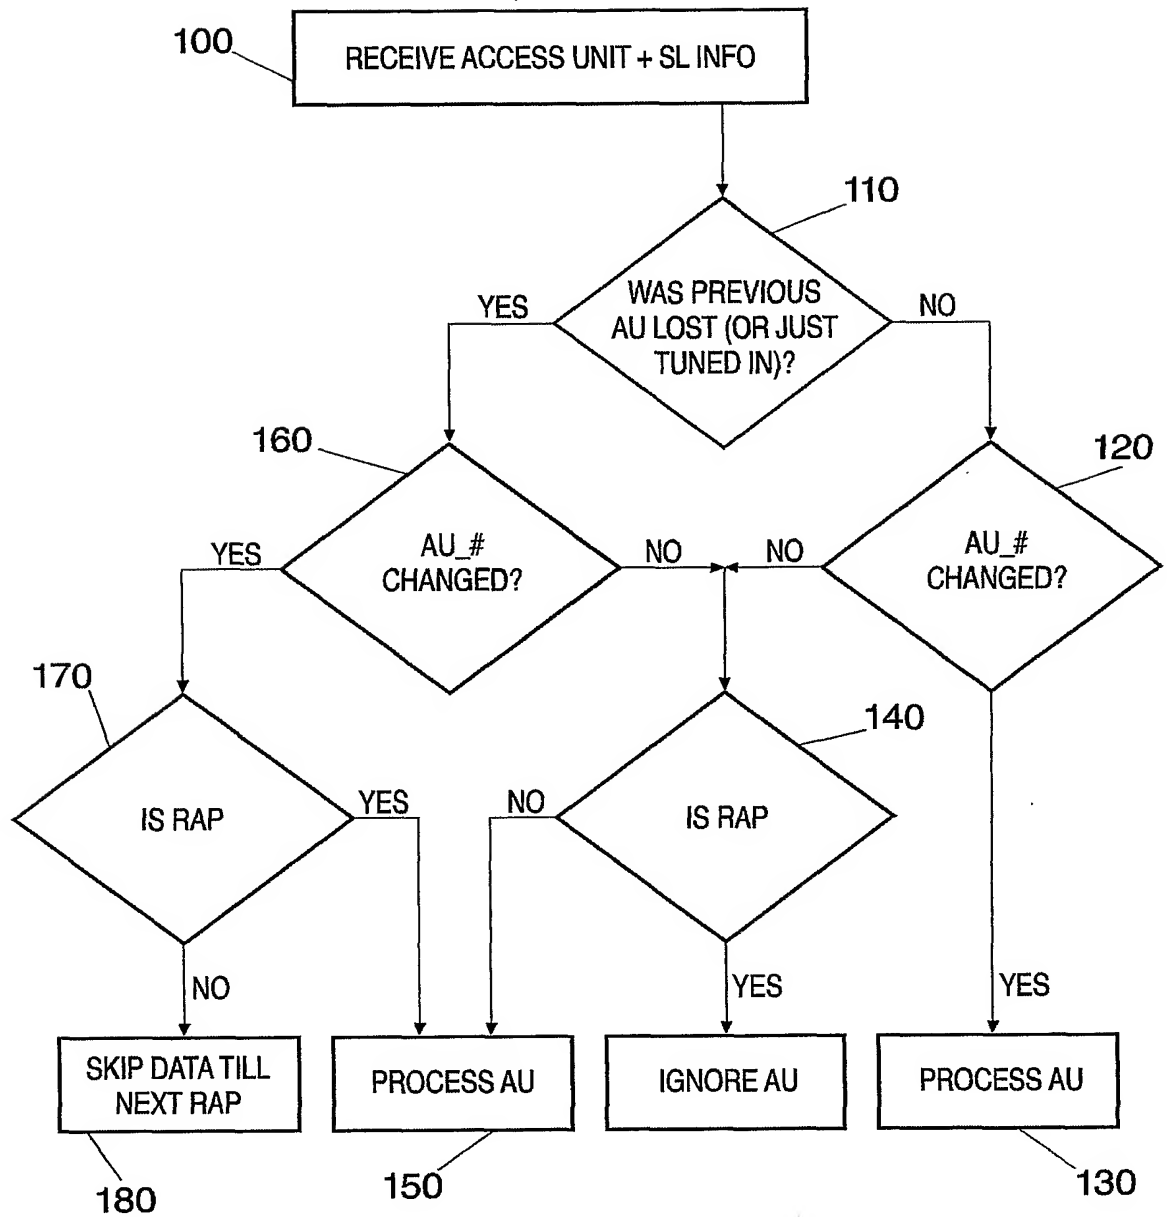 100
RECEIVE ACCESS UNIT + SL INFO
110
WAS PREVIOUS
AU LOST (OR JUST
TUNED IN)?
YES
NO
160
120
AU_#
CHANGED?
AU_#
CHANGED?
YES
NO
NO
170
140
IS RAP
YES
NO
IS RAP
NO
YES
YES
SKIP DATA TILL
NEXT RAP
PROCESS AU
IGNORE AU
PROCESS AU
180
150
130